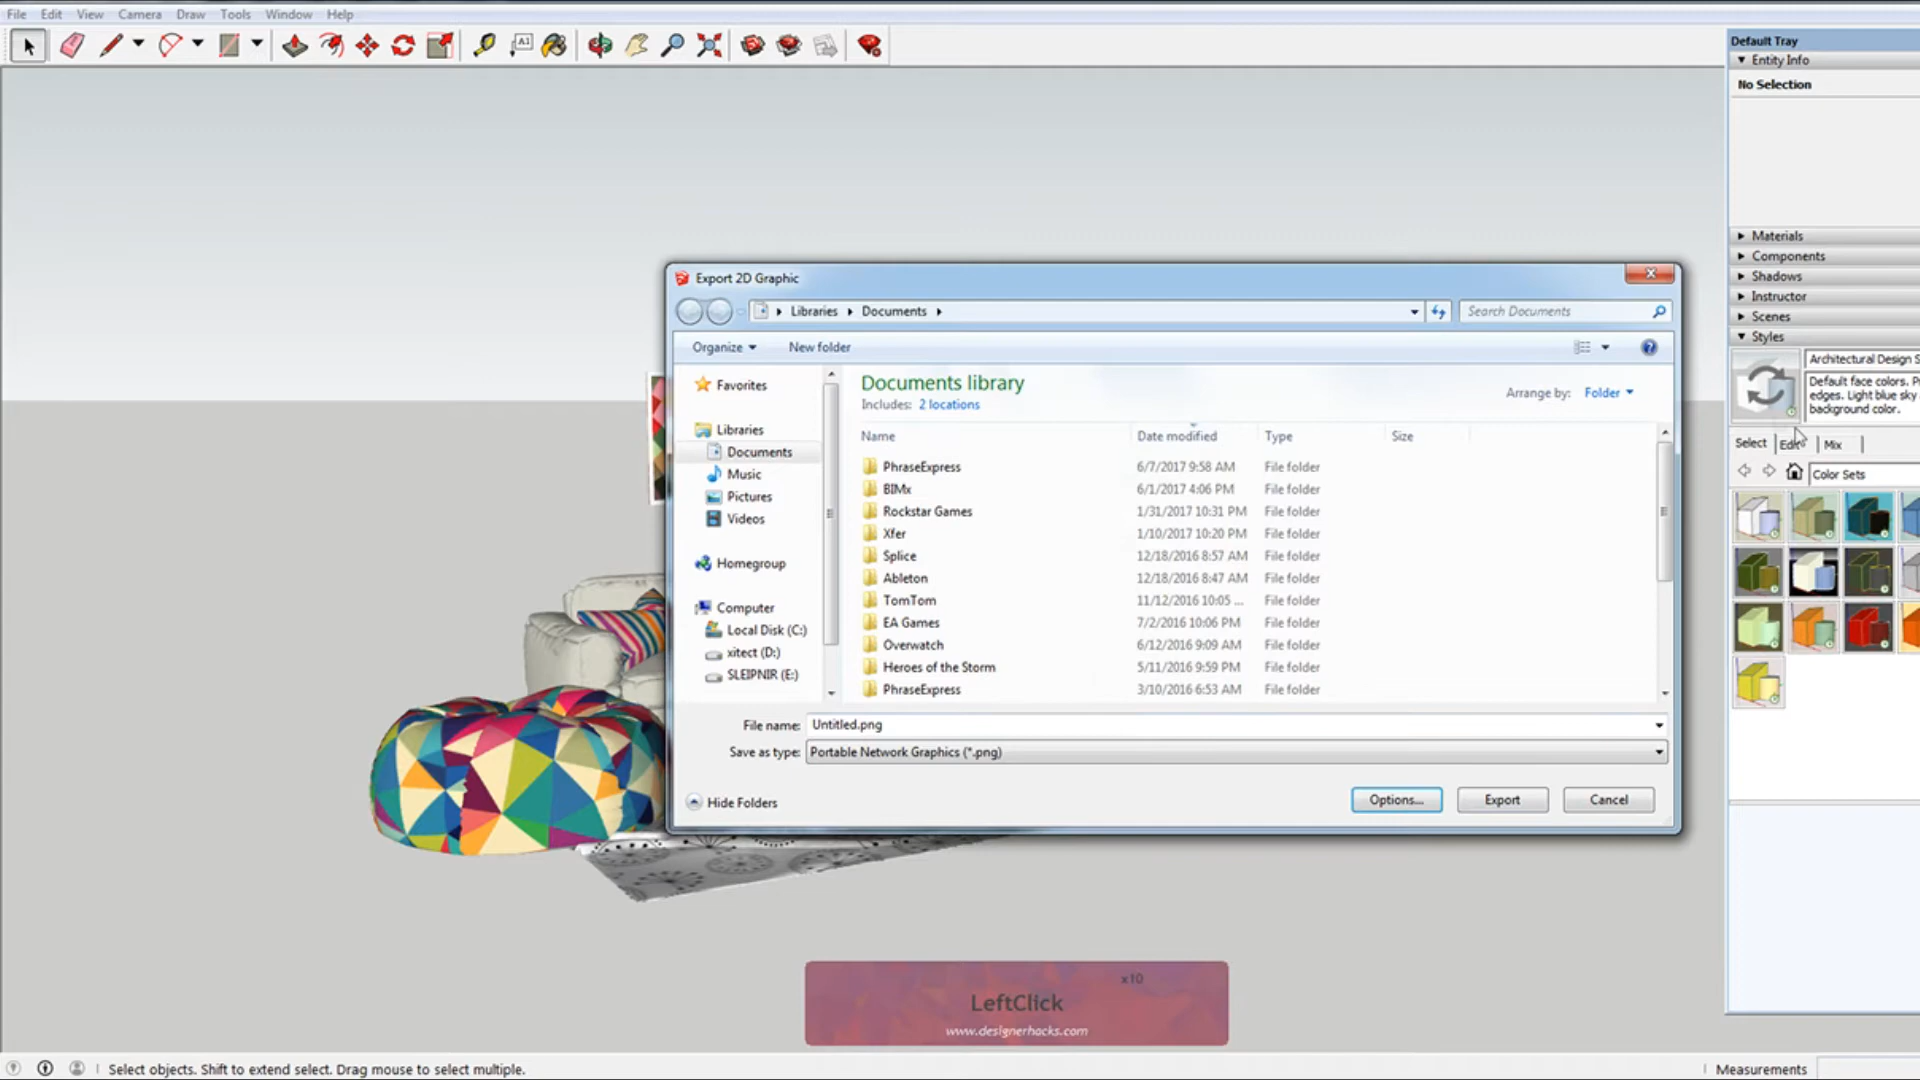 File Edit View Camera Draw Tools Window Help
A1
Default Tray
Entity Info
No Selection
Materials
Components
Shadows
Instructor
Scenes
Styles
Architectural Design S
Default face colors. P
edges. Light blue sky
background color.
Select Edit Mix
Color Sets
Export 2D Graphic
Libraries Documents
Search Documents
Organize New folder
Favorites
Libraries
Documents
Music
Pictures
Videos
Homegroup
Computer
Local Disk (C:)
xitect (D:)
SLEIPNIR (E:)
Documents library
Includes: 2 locations
Arrange by: Folder
Name Date modified Type Size
PhraseExpress 6/7/2017 9:58 AM File folder
BIMx 6/1/2017 4:06 PM File folder
Rockstar Games 1/31/2017 10:31 PM File folder
Xfer 1/10/2017 10:20 PM File folder
Splice 12/18/2016 8:57 AM File folder
Ableton 12/18/2016 8:47 AM File folder
TomTom 11/12/2016 10:05 ... File folder
EA Games 7/2/2016 10:06 PM File folder
Overwatch 6/12/2016 9:09 AM File folder
Heroes of the Storm 5/11/2016 9:59 PM File folder
PhraseExpress 3/10/2016 6:53 AM File folder
File name: Untitled.png
Save as type: Portable Network Graphics (*.png)
Hide Folders
Options... Export Cancel
x10
LeftClick
www.designerhacks.com
Select objects. Shift to extend select. Drag mouse to select multiple.
Measurements